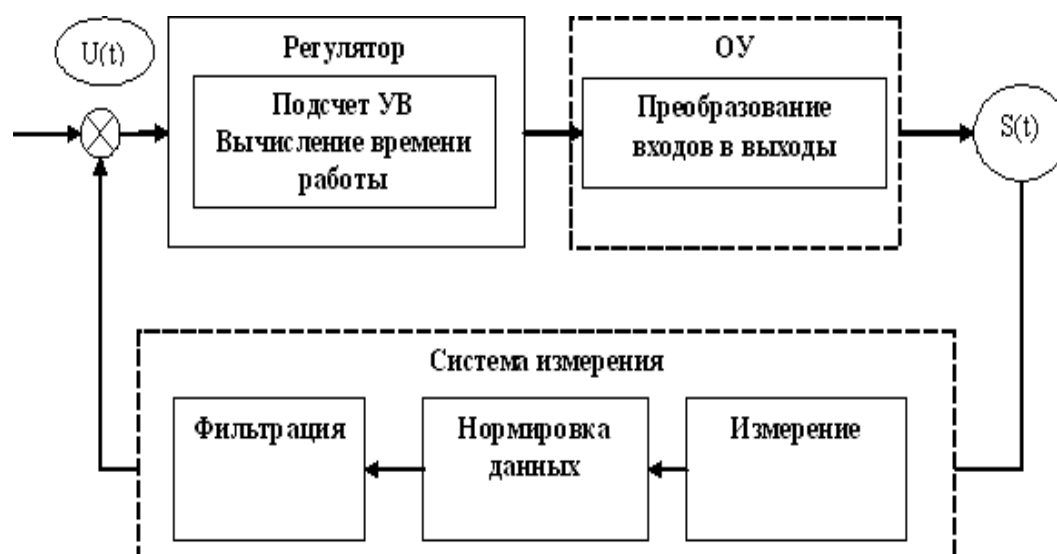 U(t)
Регулятор
Подсчет УВ
Вычисление времени
работы
ОУ
Преобразование
входов в выходы
S(t)
Система измерения
Фильтрация
Нормировка
данных
Измерение